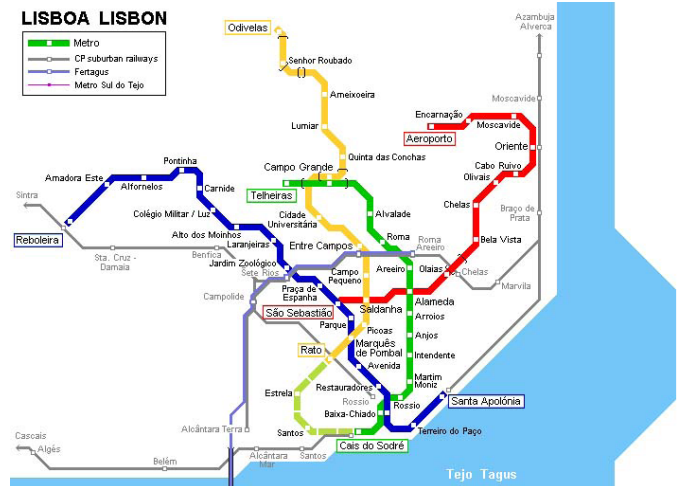 LISBOA LISBON
Metro
CP suburban railways
Fertagus
Metro Sul do Tejo
Odivelas
Azambuja
Alverca
Senhor Roubado
Ameixoeira
Moscavide
Encarnação
Lumiar
Moscavide
Aeroporto
Oriente
Pontinha
Quinta das Conchas
Campo Grande
Cabo Ruivo
Amadora Este
Alfornelos
Carnide
Telheiras
Olivais
Sintra
Colégio Militar / Luz
Cidade
Universitária
Alvalade
Chelas
Braço de
Prata
Reboleira
Alto dos Moinhos
Laranjeiras
Entre Campos
Roma
Roma
Areeiro
Bela Vista
Sta. Cruz -
Damaia
Benfica
Jardim Zoológico
Sete Rios
Campo
Pequeno
Areeiro
Olaias
Chelas
Marvila
Praça de
Espanha
Campolide
São Sebastião
Saldanha
Alameda
Parque
Picoas
Arroios
Anjos
Marquês
de Pombal
Rato
Intendente
Avenida
Estrela
Restauradores
Martim
Moniz
Rossio
Rossio
Santa Apolónia
Baixa-Chiado
Alcântara Terra
Santos
Terreiro do Paço
Cascais
Algés
Cais do Sodré
Belém
Alcântara
Mar
Santos
Tejo Tagus